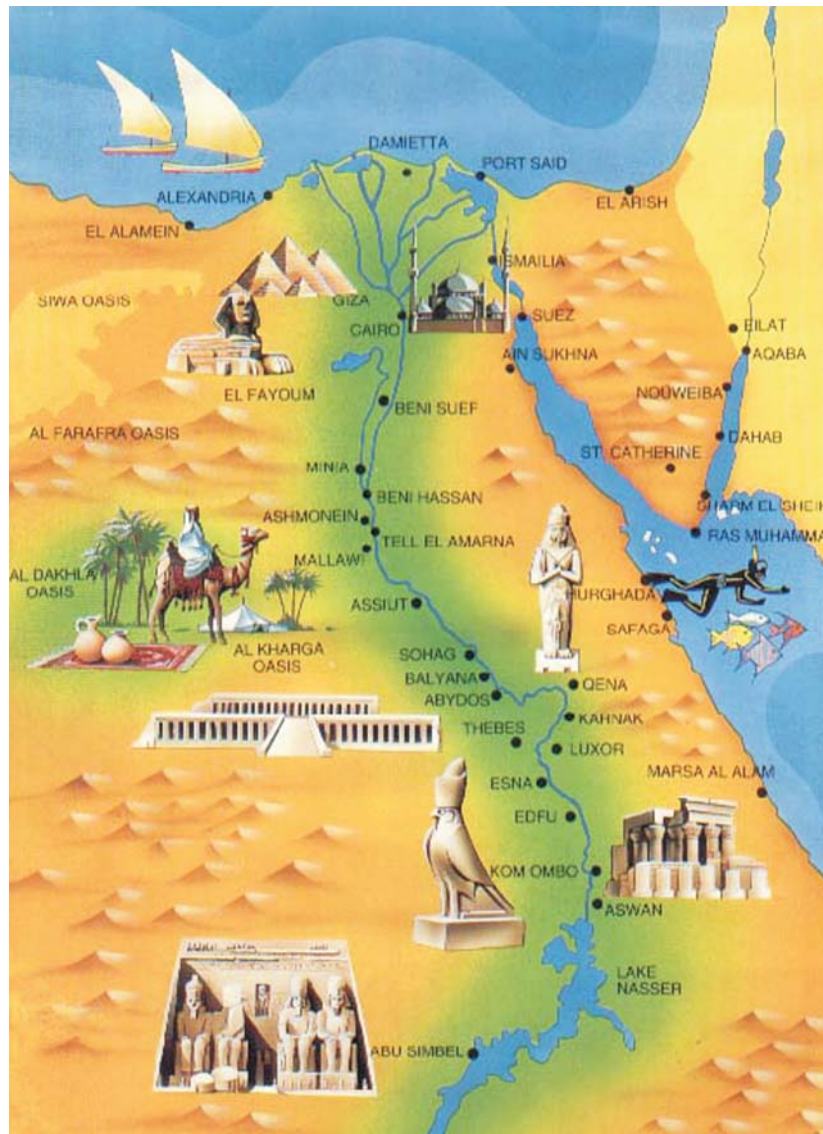 DAMIETTA
PORT SAID
ALEXANDRIA
EL ARISH
EL ALAMEIN
ISMAILIA
SIWA OASIS
GIZA
CAIRO
SUEZ
EILAT
AQABA
AIN SUKHNA
EL FAYOUM
BENI SUEF
NOUWEIBA
AL FARAFRA OASIS
DAHAB
ST. CATHERINE
MINIA
BENI HASSAN
SHARM EL SHEIK
ASHMONEIN
TELL EL AMARNA
RAS MUHAMMA
MALLAWI
AL DAKHLA
OASIS
HURGHADA
ASSIUT
SAFAGA
AL KHARGA
OASIS
SOHAG
BALYANA
QENA
ABYDOS
KARNAK
THEBES
LUXOR
MARSA AL ALAM
ESNA
EDFU
KOM OMBO
ASWAN
LAKE
NASSER
ABU SIMBEL